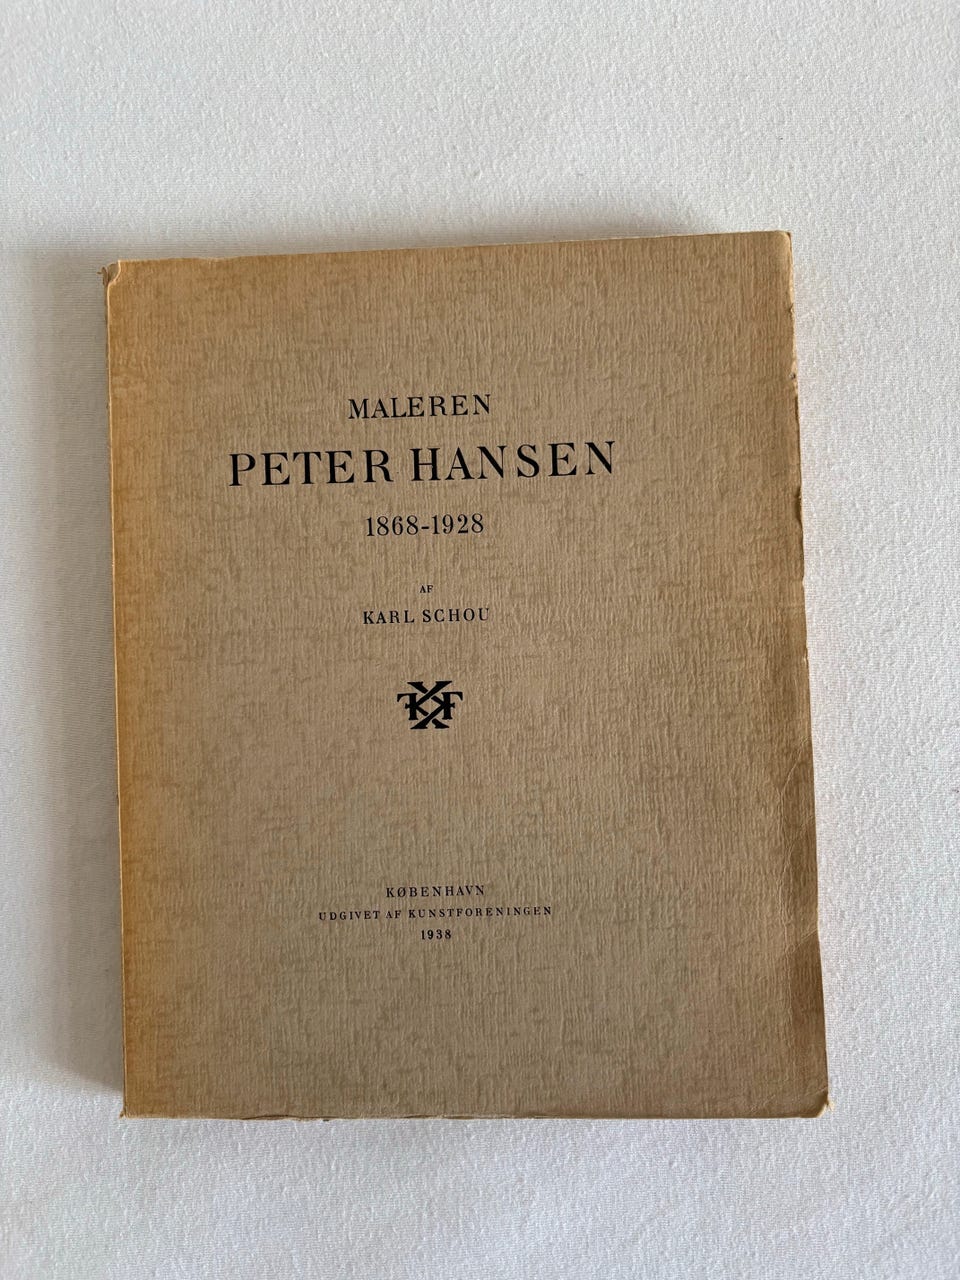 MALEREN
PETER HANSEN
1868-1928
AF
KARL SCHOU
KØBENHAVN
UDGIVET AF KUNSTFORENINGEN
1938